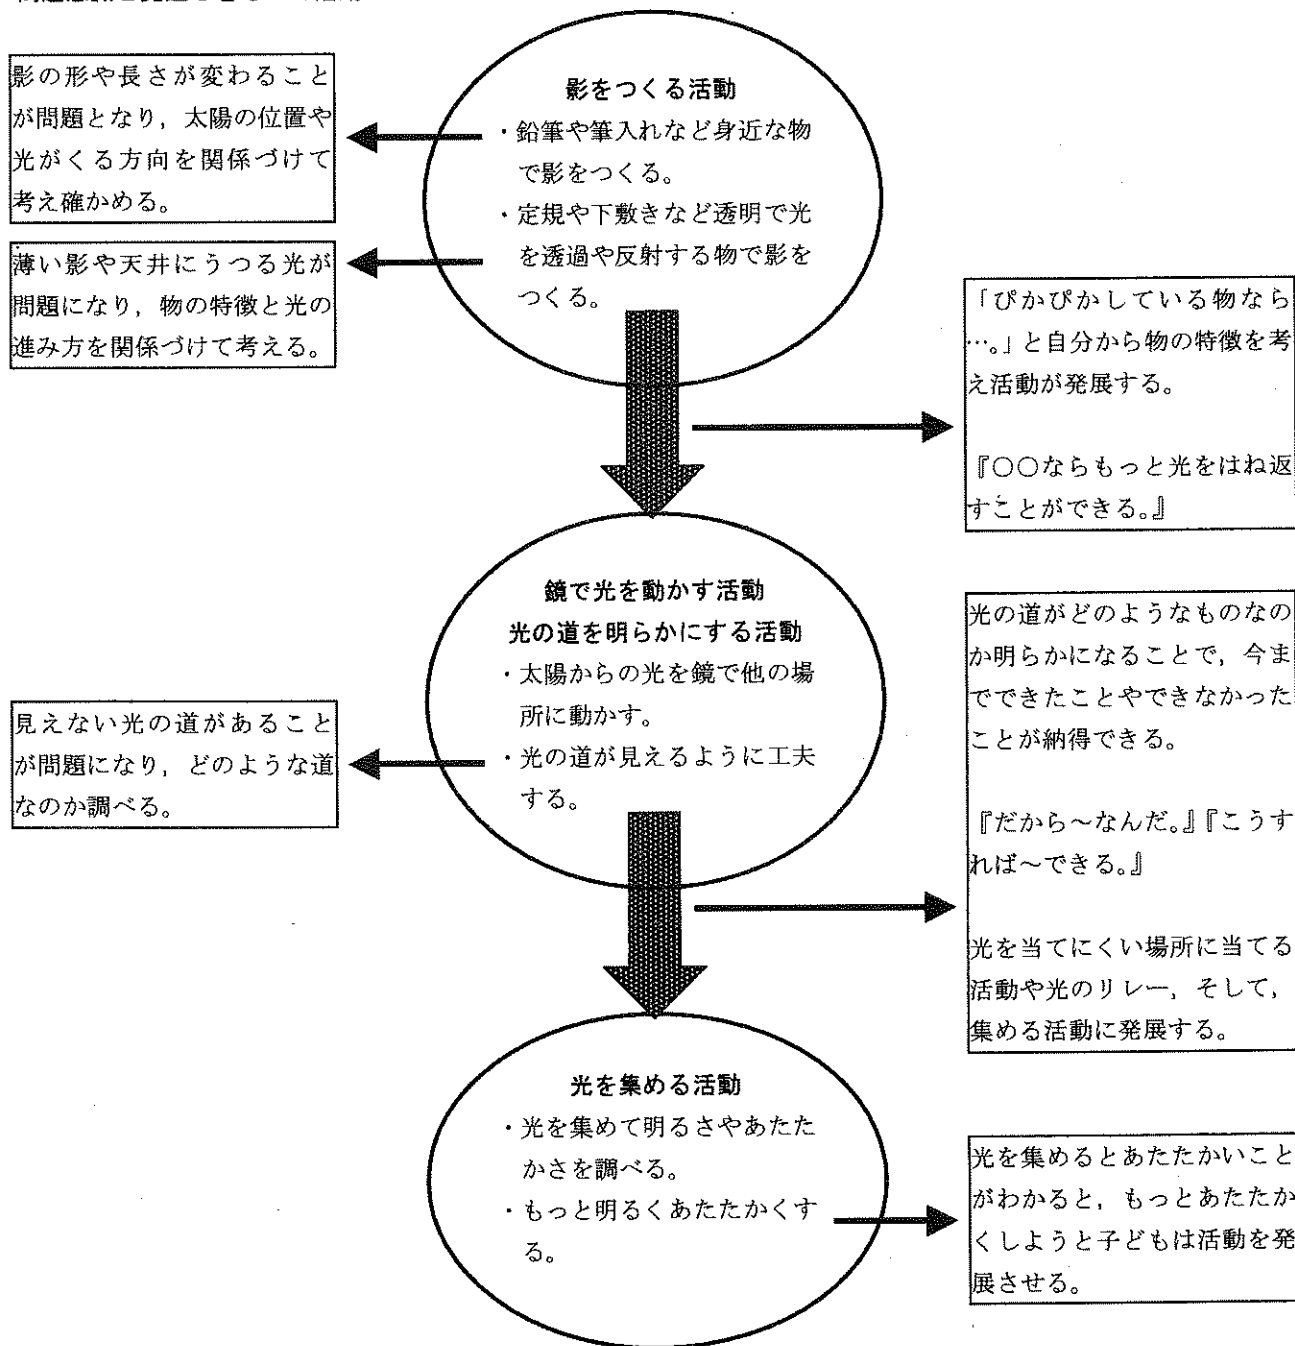 影の形や長さが変わること
が問題となり，太陽の位置や
光がくる方向を関係づけて
考え確かめる。
薄い影や天井にうつる光が
問題になり，物の特徴と光の
進み方を関係づけて考える。
影をつくる活動
・鉛筆や筆入れなど身近な物
で影をつくる。
・定規や下敷きなど透明で光
を透過や反射する物で影を
つくる。
「ぴかぴかしている物なら
…。」と自分から物の特徴を考
え活動が発展する。
『○○ならもっと光をはね返
すことができる。』
鏡で光を動かす活動
光の道を明らかにする活動
・太陽からの光を鏡で他の場
所に動かす。
・光の道が見えるように工夫
する。
見えない光の道があること
が問題になり，どのような道
なのか調べる。
光の道がどのようなものなの
か明らかになることで，今ま
でできたことやできなかった
ことが納得できる。
『だから～なんだ。』『こうす
れば～できる。』
光を当てにくい場所に当てる
活動や光のリレー，そして，
集める活動に発展する。
光を集める活動
・光を集めて明るさやあたた
かさを調べる。
・もっと明るくあたたかくす
る。
光を集めるとあたたかいこと
がわかると，もっとあたたか
くしようと子どもは活動を発
展させる。